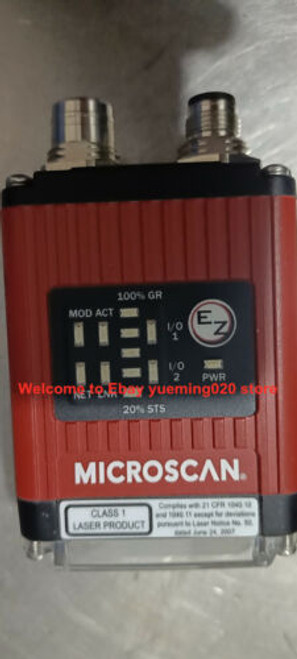 100% GR
MOD ACT
I/O
1
EZ
I/O
2
PWR
Welcome to Ebay yueming020 store
NET LNK
20% STS
MICROSCAN®
CLASS 1
LASER PRODUCT
Complies with 21 CFR 1040.10
and 1040.11 except for deviations
pursuant to Laser Notice No. 50,
dated June 24, 2007